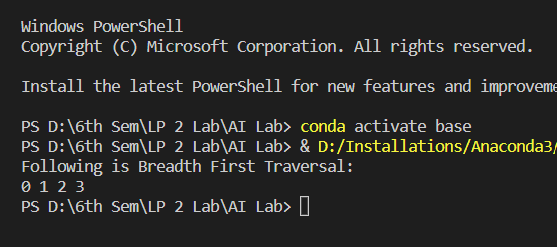 Windows PowerShell
Copyright (C) Microsoft Corporation. All rights reserved.
Install the latest PowerShell for new features and
PS D:\6th Sem\LP 2 Lab\AI Lab> conda activate base
PS D:\6th Sem\LP 2 Lab\AI Lab> & D:/Installations/Anaconda3/
Following is Breadth First Traversal:
0 1 2 3
PS D:\6th Sem\LP 2 Lab\AI Lab>